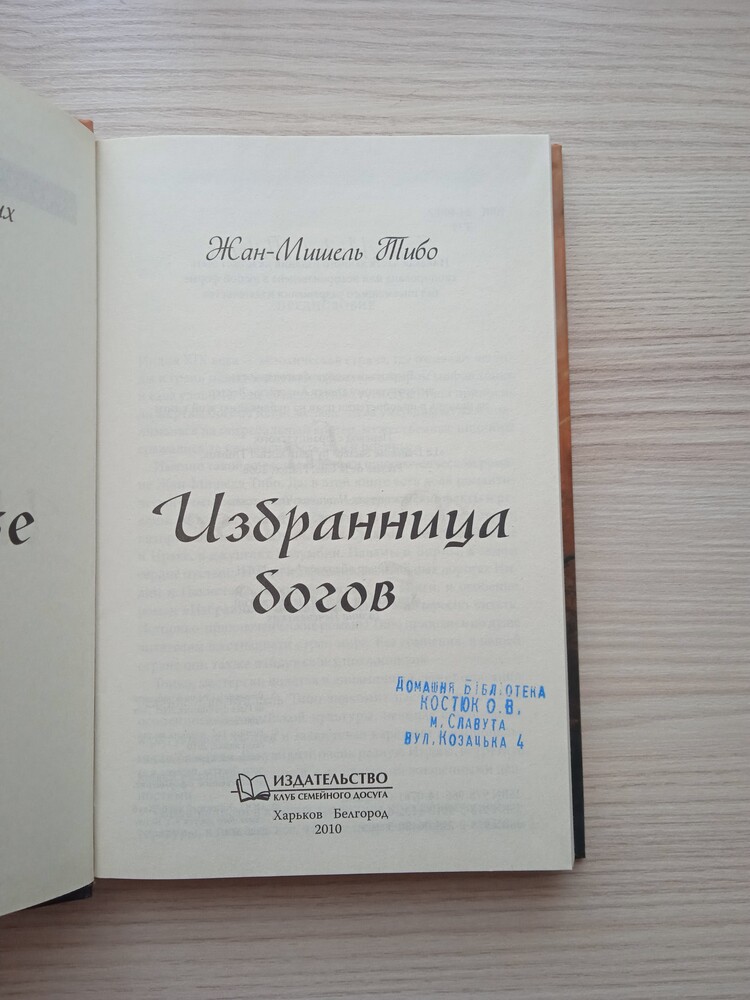 их
Жан-Мишель Тибо
Избранница
богов
ДОМАШНЯ БІБЛІОТЕКА
КОСТЮК О.В.
м. СЛАВУТА
ВУЛ. КОЗАЦЬКА 4
ИЗДАТЕЛЬСТВО
КЛУБ СЕМЕЙНОГО ДОСУГА
Харьков Белгород
2010